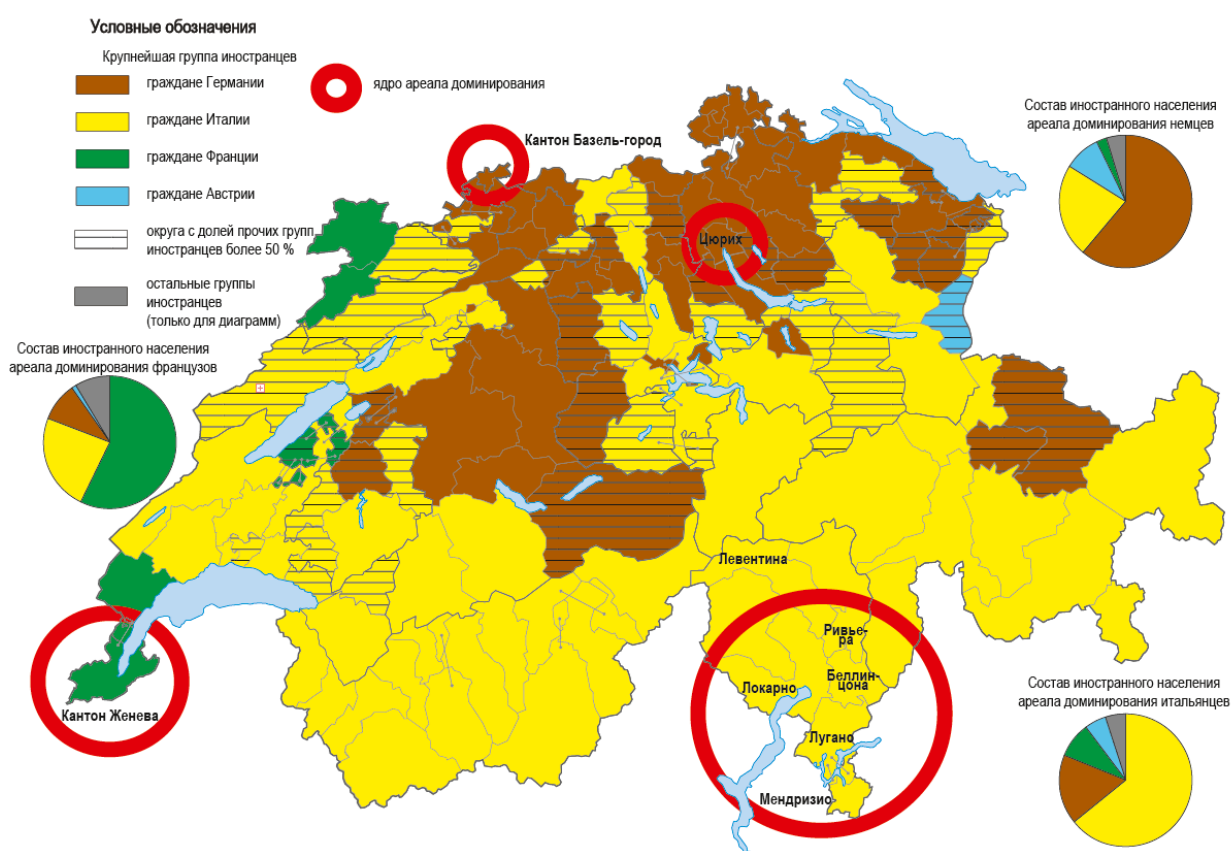 Условные обозначения
Крупнейшая группа иностранцев
граждане Германии
граждане Италии
граждане Франции
граждане Австрии
округа с долей прочих групп
иностранцев более 50 %
остальные группы
иностранцев
(только для диаграмм)
ядро ареала доминирования
Кантон Базель-город
Состав иностранного населения
ареала доминирования немцев
Цюрих
Состав иностранного населения
ареала доминирования французов
Левентина
Ривье-
ра
Беллин-
цона
Локарно
Лугано
Мендризио
Кантон Женева
Состав иностранного населения
ареала доминирования итальянцев